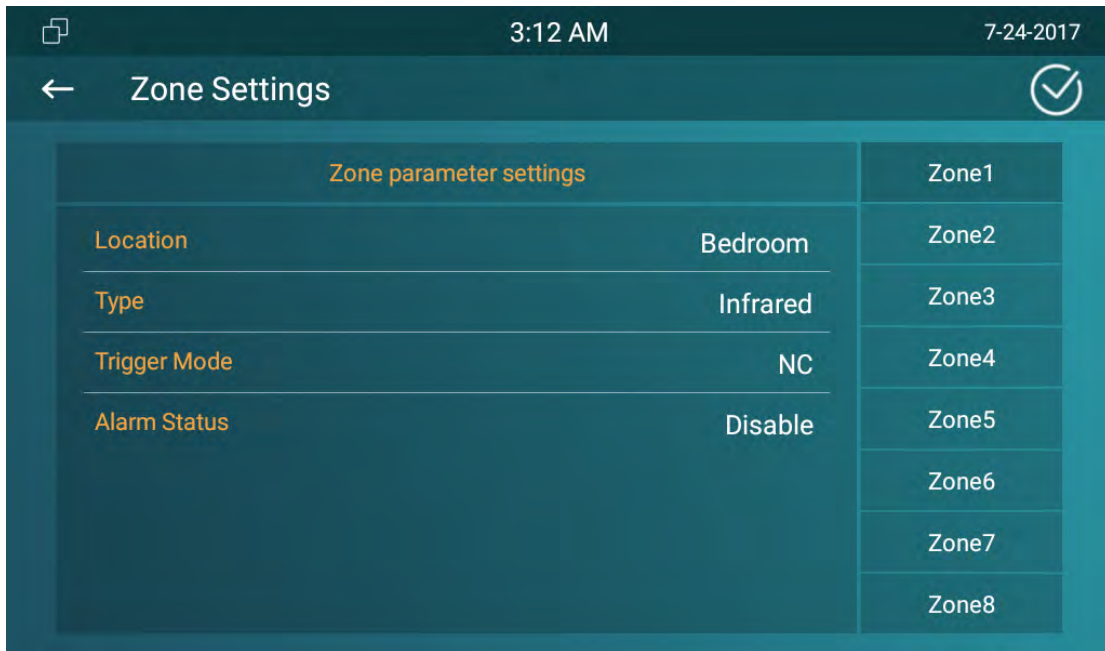 3:12 AM 7-24-2017
Zone Settings
Zone parameter settings
Location Bedroom
Type Infrared
Trigger Mode NC
Alarm Status Disable
Zone1
Zone2
Zone3
Zone4
Zone5
Zone6
Zone7
Zone8